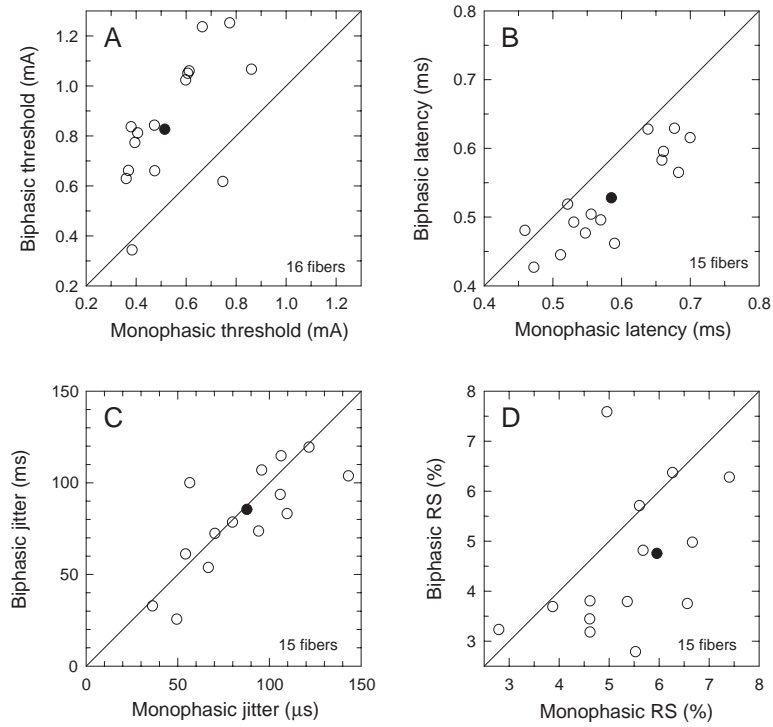 A
Biphasic threshold (mA)
1.2
1.0
0.8
0.6
0.4
0.2
0.2 0.4 0.6 0.8 1.0 1.2
16 fibers
Monophasic threshold (mA)
B
Biphasic latency (ms)
0.8
0.7
0.6
0.5
0.4
0.4 0.5 0.6 0.7 0.8
15 fibers
Monophasic latency (ms)
C
Biphasic jitter (ms)
150
100
50
0
0 50 100 150
15 fibers
Monophasic jitter (μs)
D
Biphasic RS (%)
8
7
6
5
4
3
3 4 5 6 7 8
15 fibers
Monophasic RS (%)